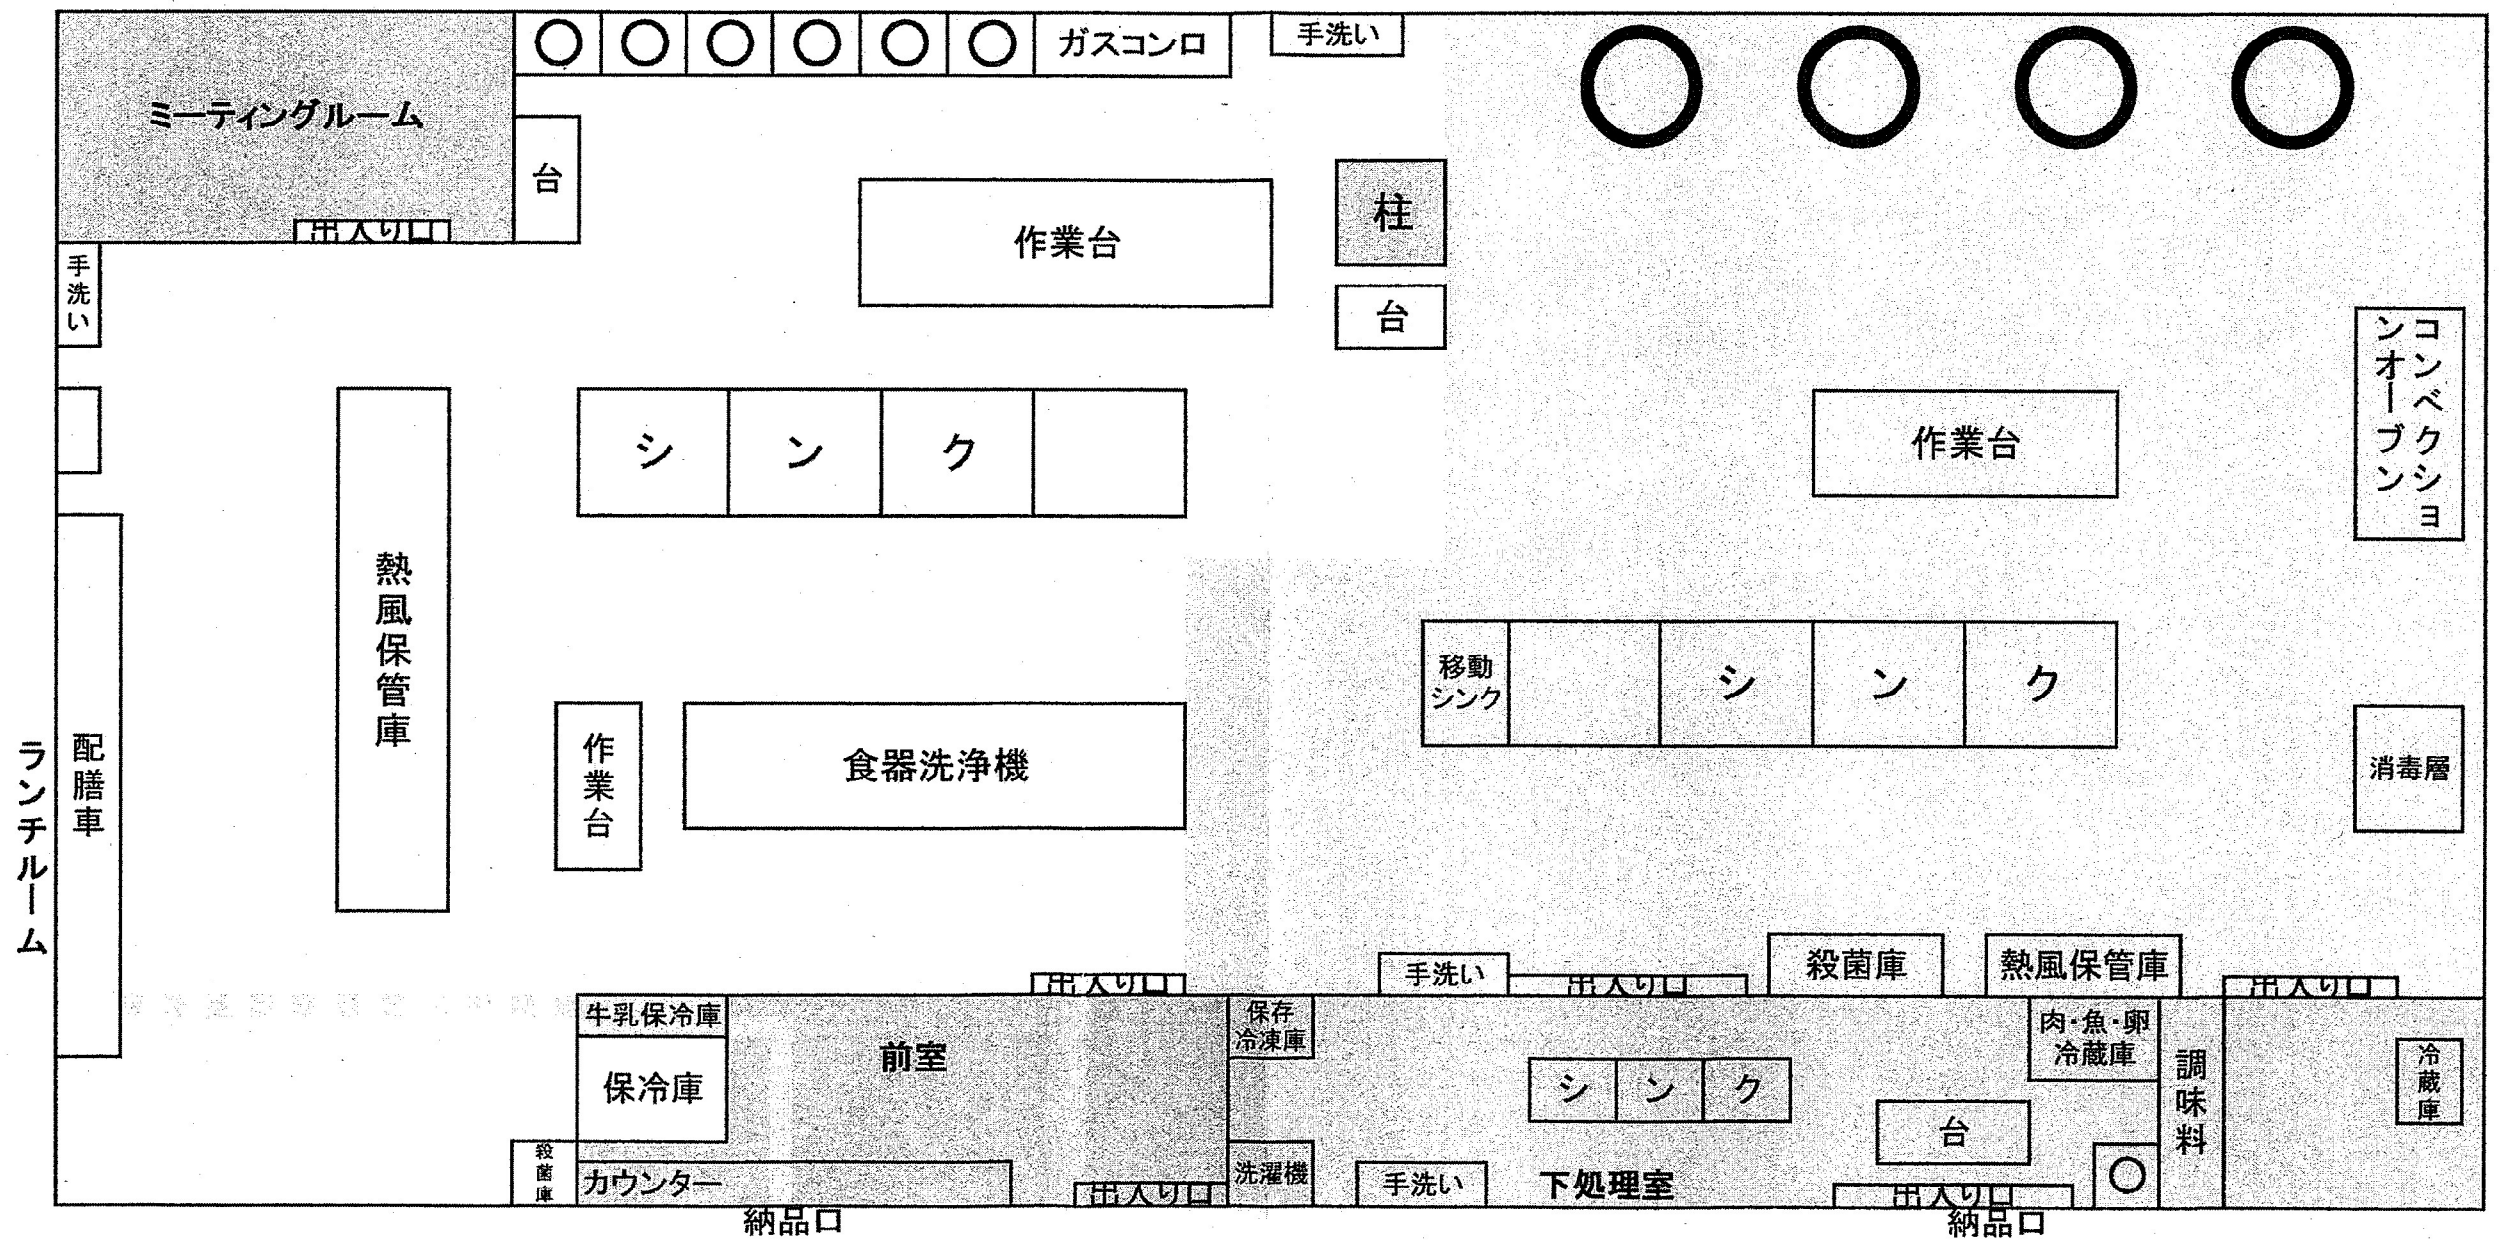 ガスコンロ
手洗い
ミーティングルーム
出入り口
台
作業台
柱
台
手洗い
コンベクショ
ンオーブン
シンク
作業台
熱風保管庫
移動
シンク
シンク
作業台
食器洗浄機
消毒層
配膳車
ランチルーム
出入り口
手洗い
出入り口
殺菌庫
熱風保管庫
出入り口
牛乳保冷庫
保冷庫
前室
保存
冷凍庫
シンク
肉・魚・卵
冷蔵庫
調味料
冷蔵庫
台
殺菌庫
カウンター
出入り口
洗濯機
手洗い
下処理室
出入り口
納品口
納品口